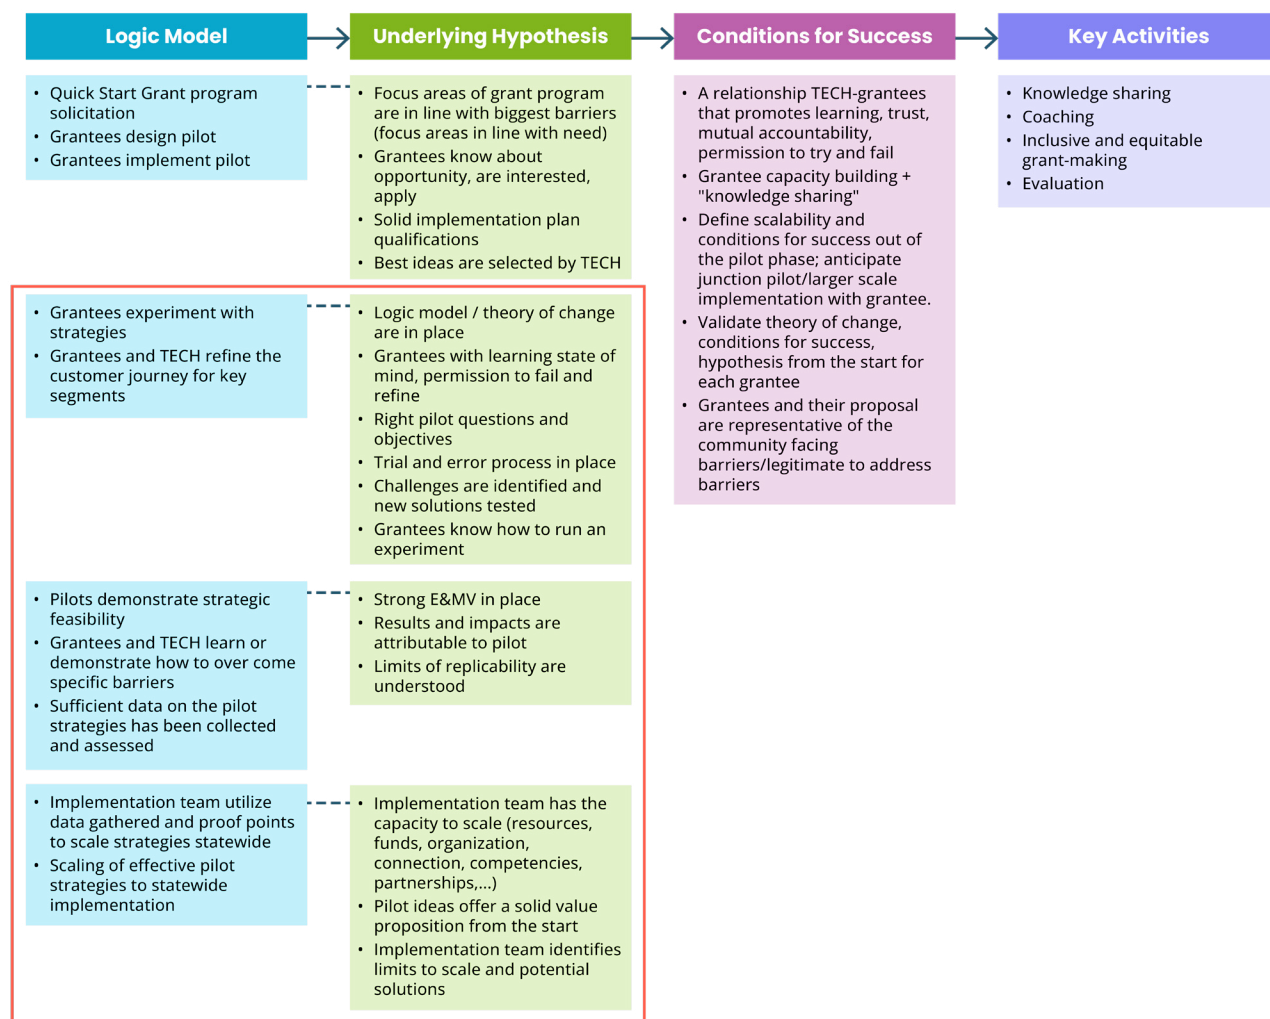 Logic Model
Underlying Hypothesis
Conditions for Success
Key Activities
• Quick Start Grant program
solicitation
• Grantees design pilot
• Grantees implement pilot
• Focus areas of grant program
are in line with biggest barriers
(focus areas in line with need)
• Grantees know about
opportunity, are interested,
apply
• Solid implementation plan
qualifications
• Best ideas are selected by TECH
• A relationship TECH-grantees
that promotes learning, trust,
mutual accountability,
permission to try and fail
• Grantee capacity building +
"knowledge sharing"
• Define scalability and
conditions for success out of
the pilot phase; anticipate
junction pilot/larger scale
implementation with grantee.
• Validate theory of change,
conditions for success,
hypothesis from the start for
each grantee
• Grantees and their proposal
are representative of the
community facing
barriers/legitimate to address
barriers
• Knowledge sharing
• Coaching
• Inclusive and equitable
grant-making
• Evaluation
• Grantees experiment with
strategies
• Grantees and TECH refine the
customer journey for key
segments
• Logic model / theory of change
are in place
• Grantees with learning state of
mind, permission to fail and
refine
• Right pilot questions and
objectives
• Trial and error process in place
• Challenges are identified and
new solutions tested
• Grantees know how to run an
experiment
• Pilots demonstrate strategic
feasibility
• Grantees and TECH learn or
demonstrate how to over come
specific barriers
• Sufficient data on the pilot
strategies has been collected
and assessed
• Strong E&MV in place
• Results and impacts are
attributable to pilot
• Limits of replicability are
understood
• Implementation team utilize
data gathered and proof points
to scale strategies statewide
• Scaling of effective pilot
strategies to statewide
implementation
• Implementation team has the
capacity to scale (resources,
funds, organization,
connection, competencies,
partnerships,...)
• Pilot ideas offer a solid value
proposition from the start
• Implementation team identifies
limits to scale and potential
solutions